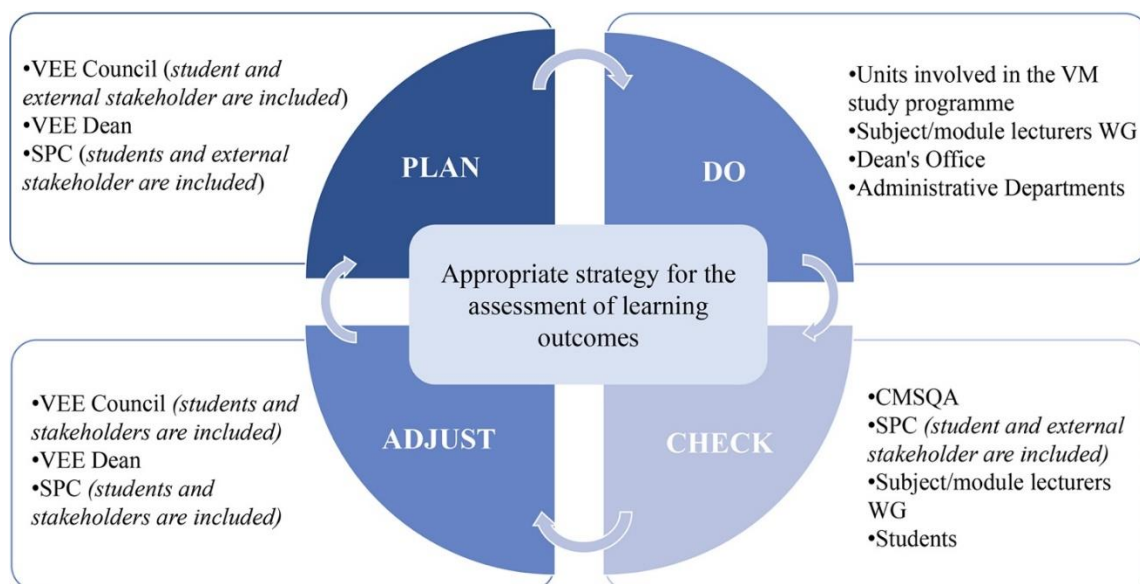 •VEE Council (student and
external stakeholder are included)
•VEE Dean
•SPC (students and external
stakeholder are included)
PLAN
DO
•Units involved in the VM
study programme
•Subject/module lecturers WG
•Dean's Office
•Administrative Departments
Appropriate strategy for the
assessment of learning
outcomes
•VEE Council (students and
stakeholders are included)
•VEE Dean
•SPC (students and
stakeholders are included)
ADJUST
CHECK
•CMSQA
•SPC (student and external
stakeholder are included)
•Subject/module lecturers
WG
•Students